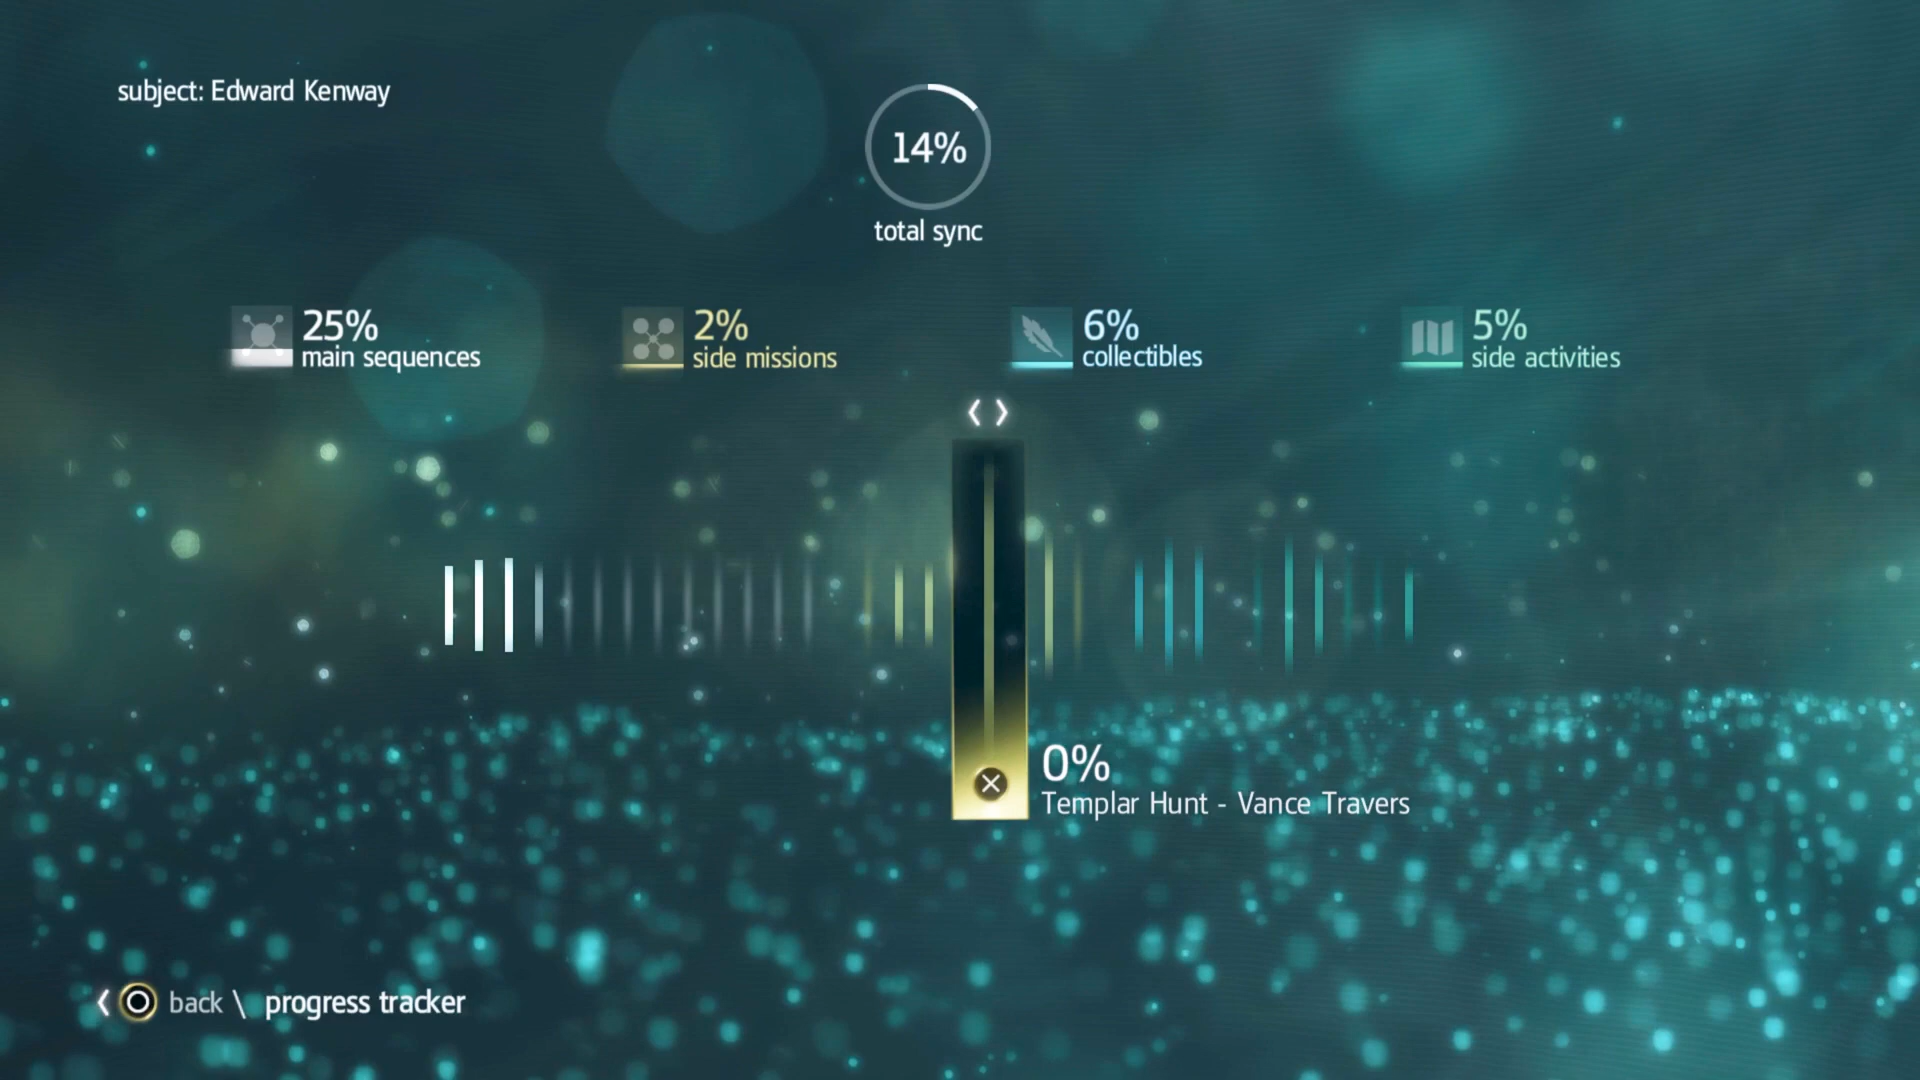 subject: Edward Kenway
14%
total sync
25%
main sequences
2%
side missions
6%
collectibles
5%
side activities
0%
Templar Hunt - Vance Travers
back \ progress tracker